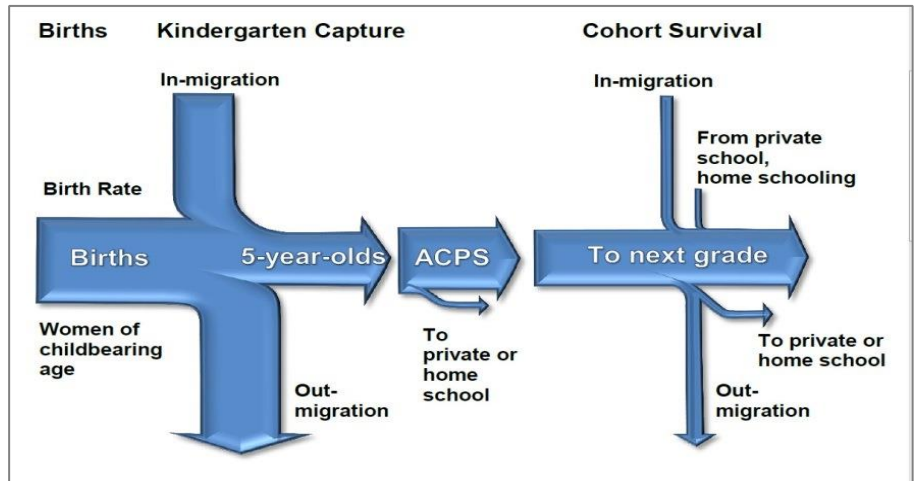 Births
Kindergarten Capture
Cohort Survival
In-migration
In-migration
From private
school,
home schooling
Birth Rate
Births
5-year-olds
ACPS
To next grade
Women of
childbearing
age
To
private or
home
school
Out-
migration
To private or
home school
Out-
migration